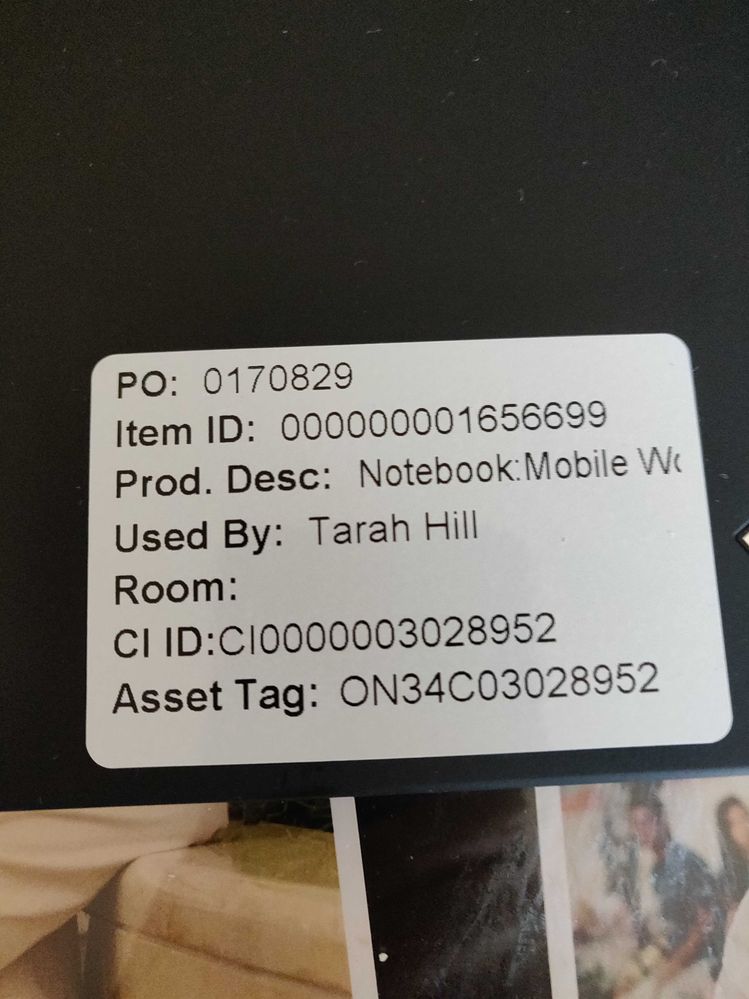 PO: 0170829
Item ID: 000000001656699
Prod. Desc: Notebook:Mobile
Used By: Tarah Hill
Room:
CI ID:CI0000003028952
Asset Tag: ON34C03028952